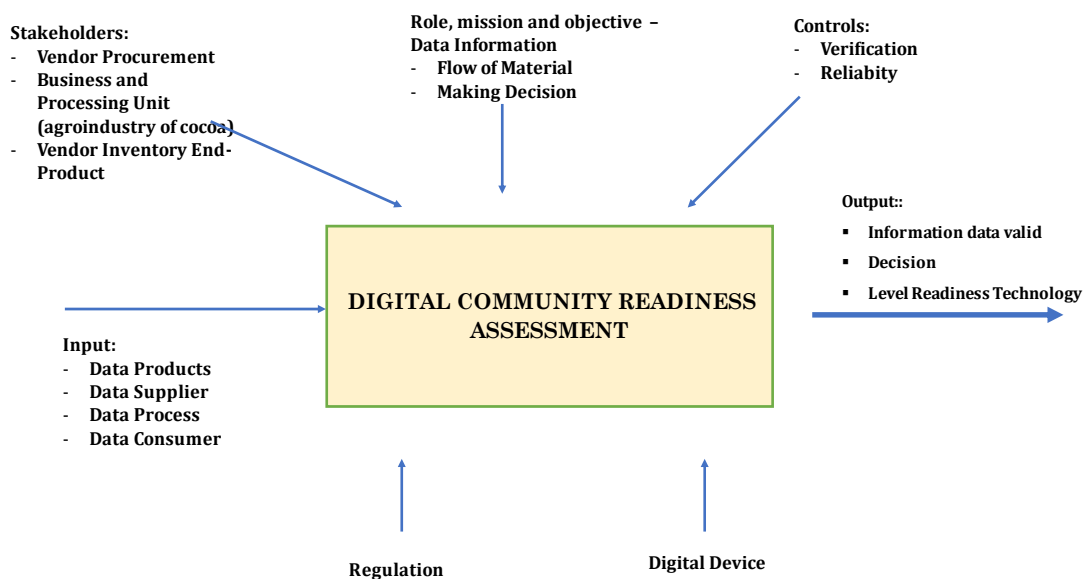 Stakeholders:
- Vendor Procurement
- Business and
Processing Unit
(agroindustry of cocoa)
- Vendor Inventory End-
Product
Role, mission and objective –
Data Information
- Flow of Material
- Making Decision
Controls:
- Verification
- Reliabity
Output::
▪ Information data valid
▪ Decision
▪ Level Readiness Technology
DIGITAL COMMUNITY READINESS
ASSESSMENT
Input:
- Data Products
- Data Supplier
- Data Process
- Data Consumer
Regulation
Digital Device